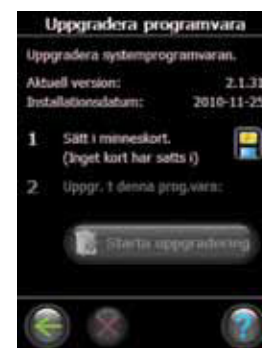 Uppgradera programvara
Uppgradera systemprogramvaran.
Aktuell version: 2.1.31
Installationsdatum: 2010-11-25
1 Sätt i minneskort.
(Inget kort har satts i)
2 Uppgr. t denna prog.vara:
Starta uppgradering
?